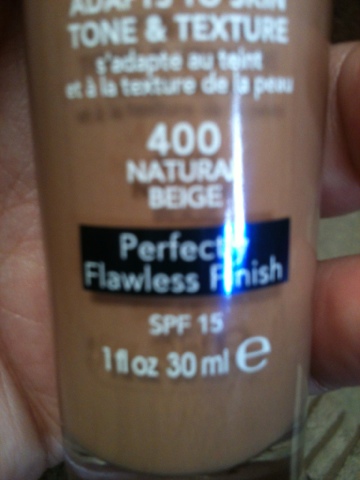 ADAPTS TO SKIN
TONE & TEXTURE
s'adapte au teint
et à la texture de la peau
400
NATURAL
BEIGE
Perfectly
Flawless Finish
SPF 15
1 fl oz 30 ml e